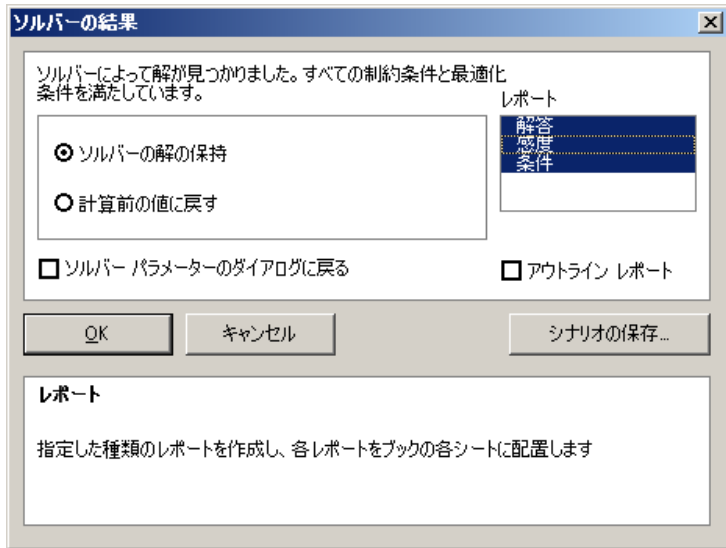 ソルバーの結果
ソルバーによって解が見つかりました。すべての制約条件と最適化
条件を満たしています。
レポート
解答
感度
条件
ソルバーの解の保持
計算前の値に戻す
ソルバー パラメーターのダイアログに戻る
アウトライン レポート
OK
キャンセル
シナリオの保存...
レポート
指定した種類のレポートを作成し、各レポートをブックの各シートに配置します